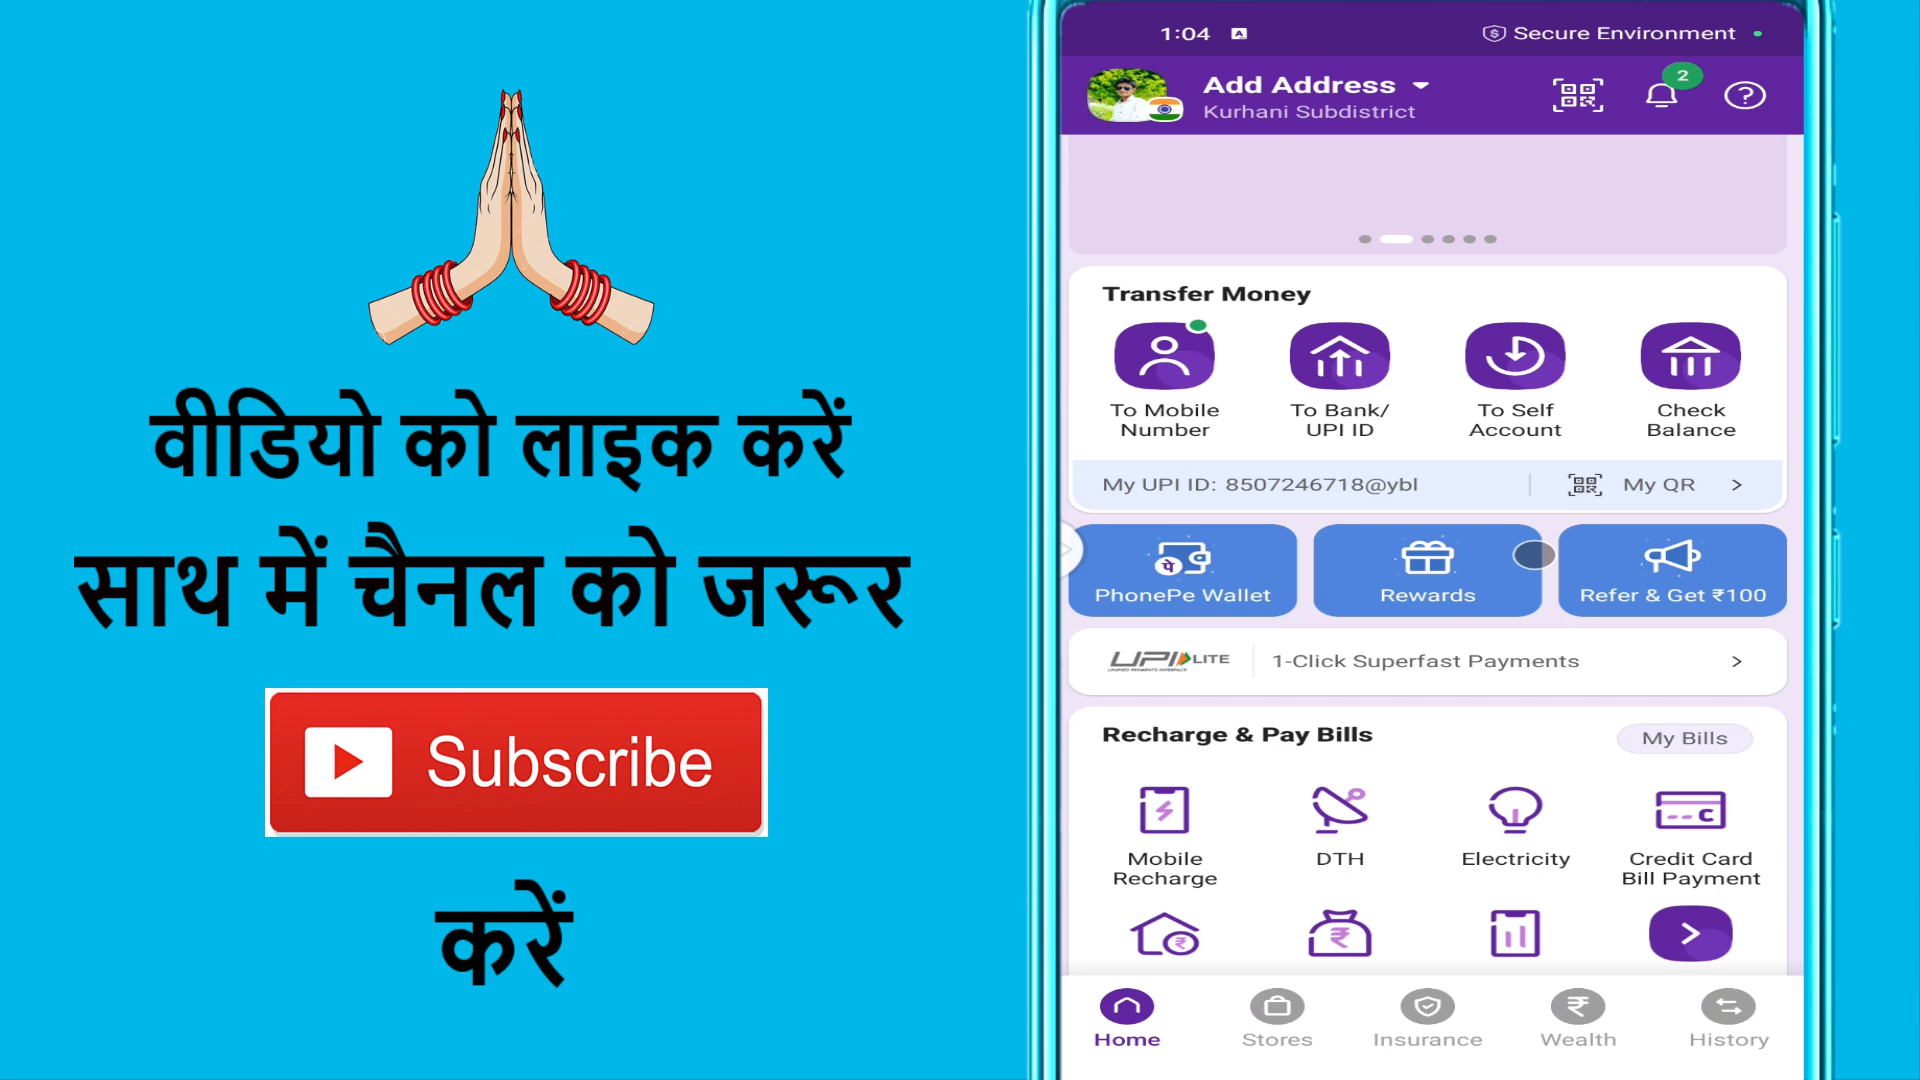 वीडियो को लाइक करें
साथ में चैनल को जरूर
Subscribe
करें
1:04
Secure Environment
Add Address
Kurhani Subdistrict
2
Transfer Money
To Mobile Number
To Bank/ UPI ID
To Self Account
Check Balance
My UPI ID: 8507246718@ybl
My QR
PhonePe Wallet
Rewards
Refer & Get ₹100
UPI LITE
1-Click Superfast Payments
Recharge & Pay Bills
My Bills
Mobile Recharge
DTH
Electricity
Credit Card Bill Payment
Home
Stores
Insurance
Wealth
History